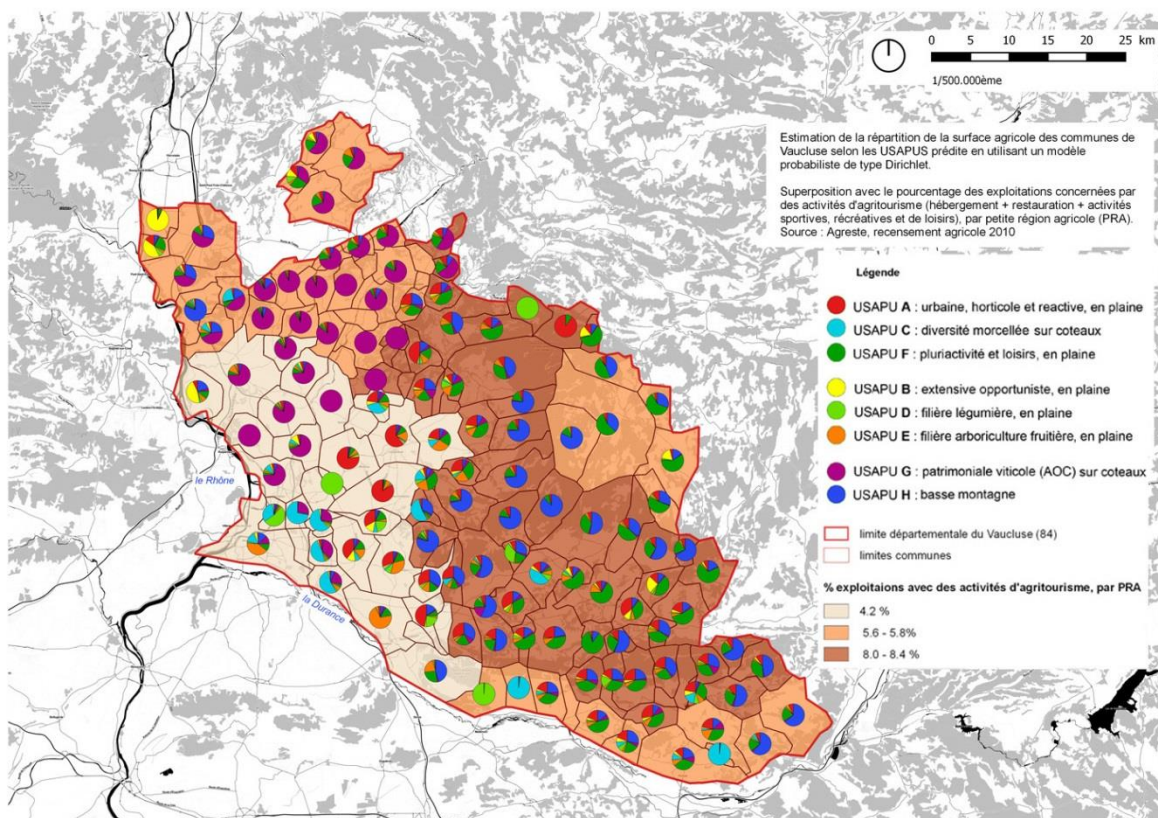 0 5 10 15 20 25 km
1/500.000ème
Estimation de la répartition de la surface agricole des communes de
Vaucluse selon les USAPUS prédite en utilisant un modèle
probabiliste de type Dirichlet.
Superposition avec le pourcentage des exploitations concernées par
des activités d'agritourisme (hébergement + restauration + activités
sportives, récréatives et de loisirs), par petite région agricole (PRA).
Source : Agreste, recensement agricole 2010
Légende
USAPU A : urbaine, horticole et reactive, en plaine
USAPU C : diversité morcellée sur coteaux
USAPU F : pluriactivité et loisirs, en plaine
USAPU B : extensive opportuniste, en plaine
USAPU D : filière légumière, en plaine
USAPU E : filière arboriculture fruitière, en plaine
USAPU G : patrimoniale viticole (AOC) sur coteaux
USAPU H : basse montagne
limite départementale du Vaucluse (84)
limites communes
% exploitaions avec des activités d'agritourisme, par PRA
4.2 %
5.6 - 5.8%
8.0 - 8.4 %
le Rhône
la Durance